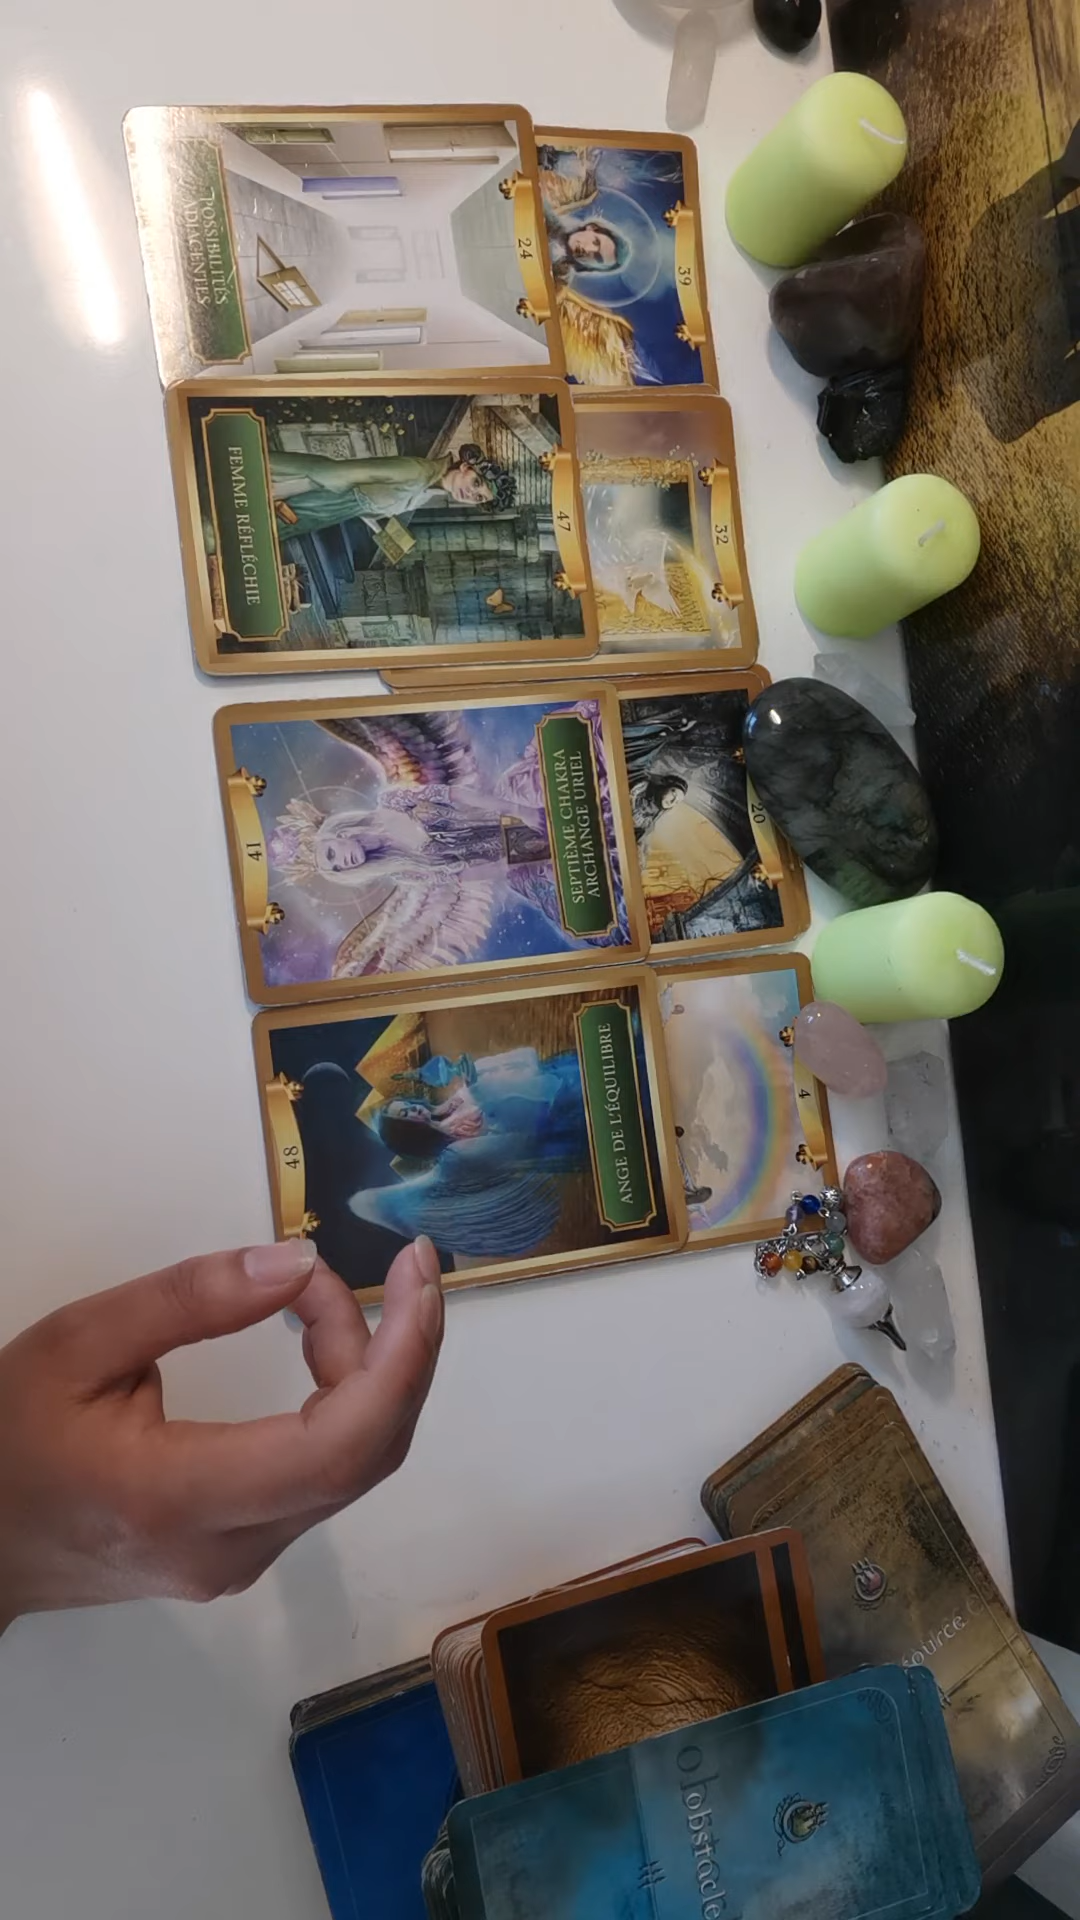 39
24
POSSIBILITÉS
ADJACENTES
32
47
FEMME RÉFLÉCHIE
20
41
SEPTIÈME CHAKRA
ARCHANGE URIEL
4
48
ANGE DE L'ÉQUILIBRE